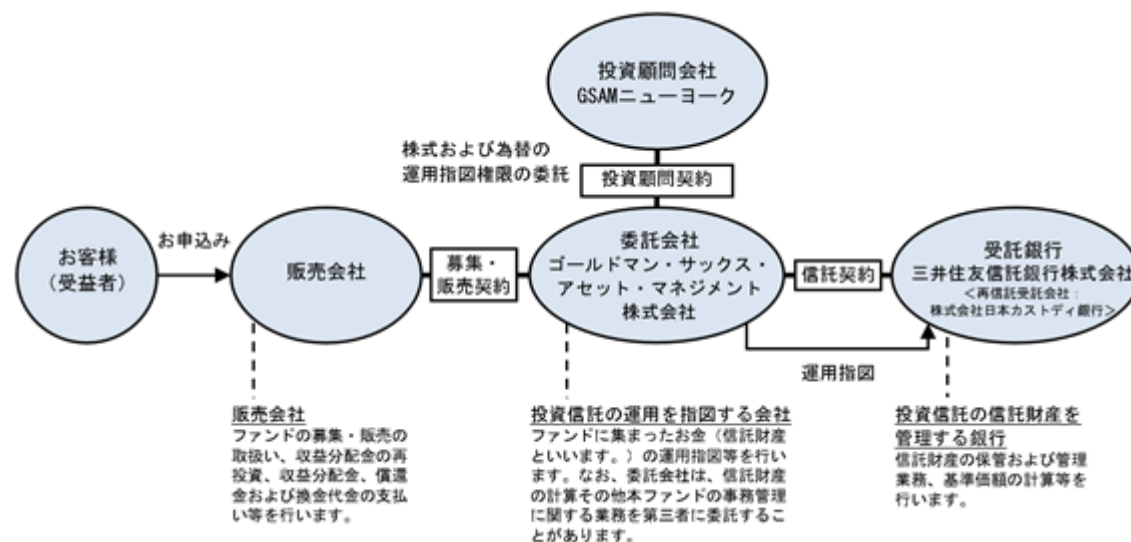 投資顧問会社
GSAMニューヨーク
株式および為替の
運用指図権限の委託
投資顧問契約
お客様
（受益者）
お申込み
販売会社
募集・
販売契約
委託会社
ゴールドマン・サックス・
アセット・マネジメント
株式会社
信託契約
受託銀行
三井住友信託銀行株式会社
＜再信託受託会社：
株式会社日本カストディ銀行＞
運用指図
販売会社
ファンドの募集・販売の
取扱い、収益分配金の再
投資、収益分配金、償還
金および換金代金の支払
い等を行います。
投資信託の運用を指図する会社
ファンドに集まったお金（信託財産
といいます。）の運用指図等を行い
ます。なお、委託会社は、信託財産
の計算その他本ファンドの事務管理
に関する業務を第三者に委託するこ
とがあります。
投資信託の信託財産を
管理する銀行
信託財産の保管および管理
業務、基準価額の計算等を
行います。